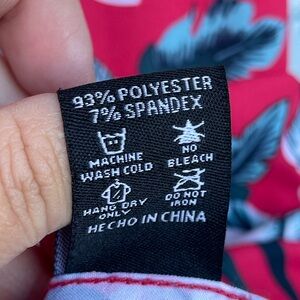 93% POLYESTER
7% SPANDEX
MACHINE
WASH COLD
NO
BLEACH
HANG DRY
ONLY
DO NOT
IRON
HECHO IN CHINA